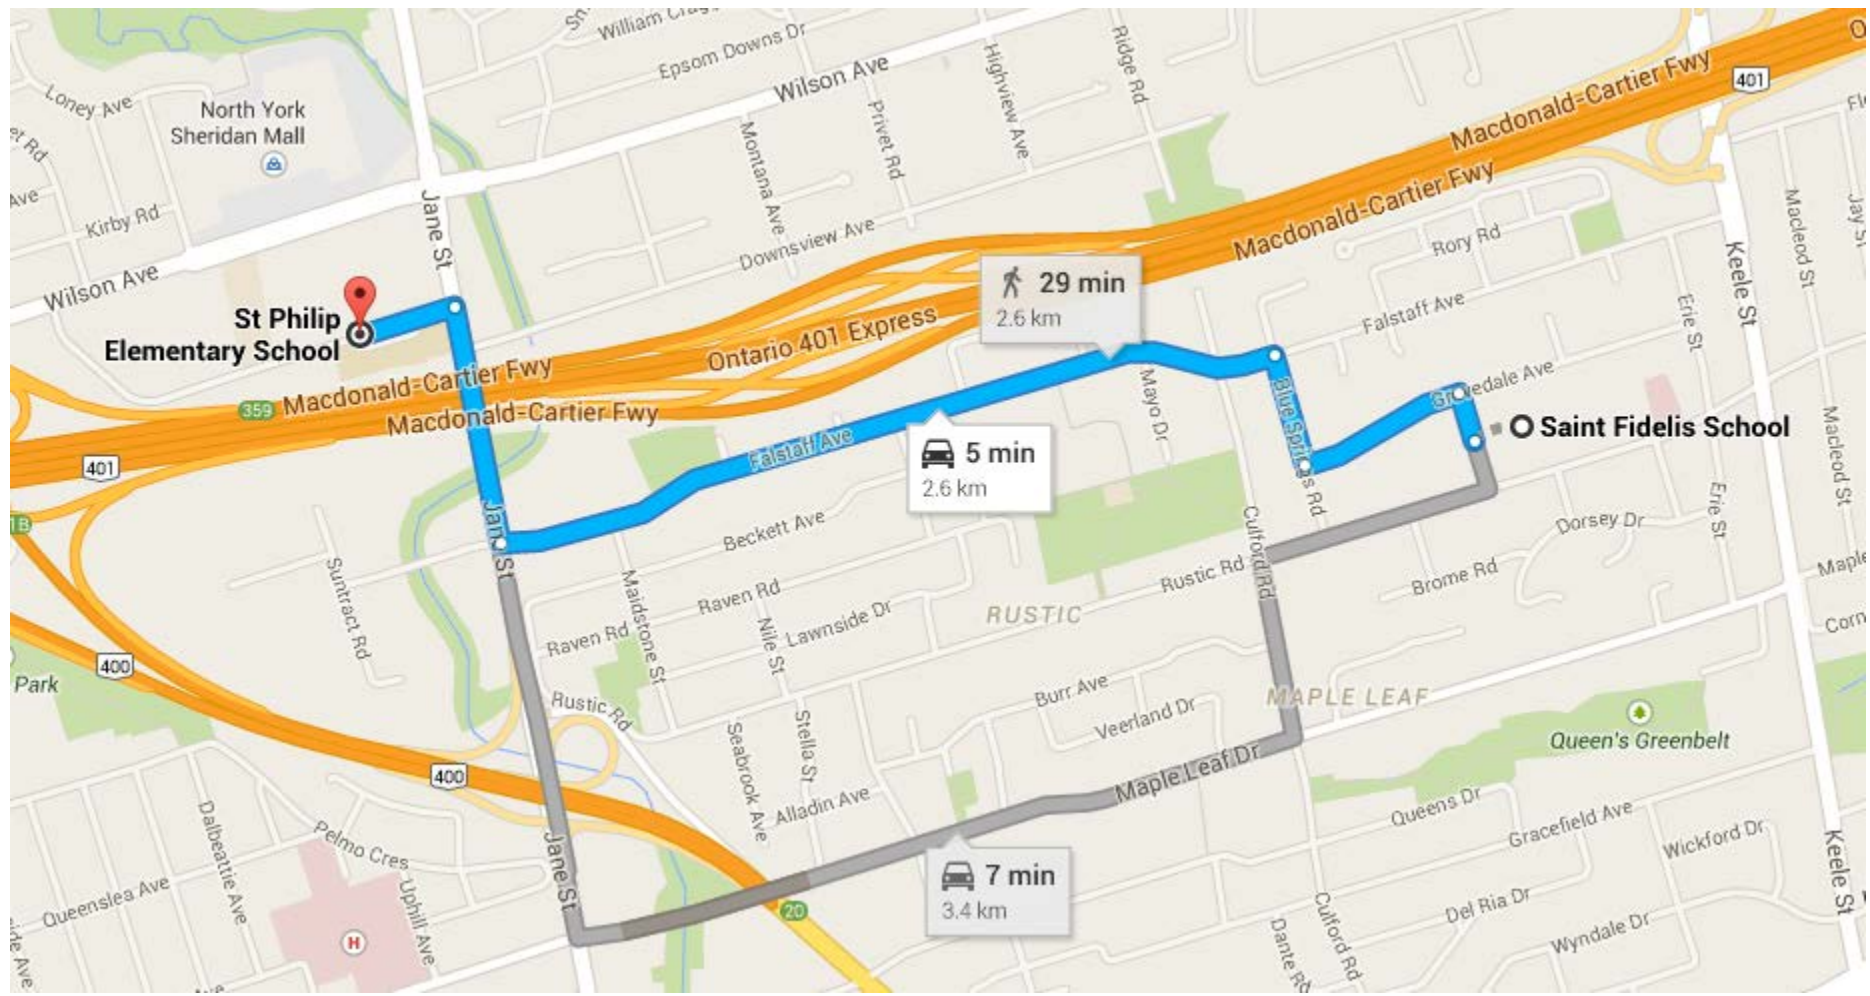 William
Epsom Downs Dr
Wilson Ave
Highview Ave
Ridge Rd
Macdonald-Cartier Fwy
401
Loney Ave
North York
Sheridan Mall
Privet Rd
Montana Ave
Macdonald-Cartier Fwy
Macleod St
Jay St
Kirby Rd
Jane St
Downsview Ave
Rory Rd
Keele St
Wilson Ave
29 min
2.6 km
St Philip
Elementary School
Ontario 401 Express
Falstaff Ave
Erie St
Macdonald-Cartier Fwy
359
Macdonald-Cartier Fwy
Mayo Dr
Blue Springs Rd
Grovedale Ave
Saint Fidelis School
Macleod St
401
Falstaff Ave
5 min
2.6 km
Jane St
Beckett Ave
Culford Rd
Erie St
Dorsey Dr
Suntract Rd
Maidstone St
Raven Rd
Rustic Rd
Brome Rd
Maple
Raven Rd
Nile St
Lawnside Dr
RUSTIC
Corn
400
Park
Rustic Rd
Burr Ave
MAPLE LEAF
Veerland Dr
Seabrook Ave
Stella St
Queen's Greenbelt
400
Maple Leaf Dr
Alladin Ave
Queens Dr
Gracefield Ave
Dalbeattie Ave
Pelmo Cres
Jane St
Wickford Dr
Keele St
Queenslea Ave
Uphill Ave
7 min
3.4 km
20
Culford Rd
Del Ria Dr
H
Dante Rd
Wyndale Dr